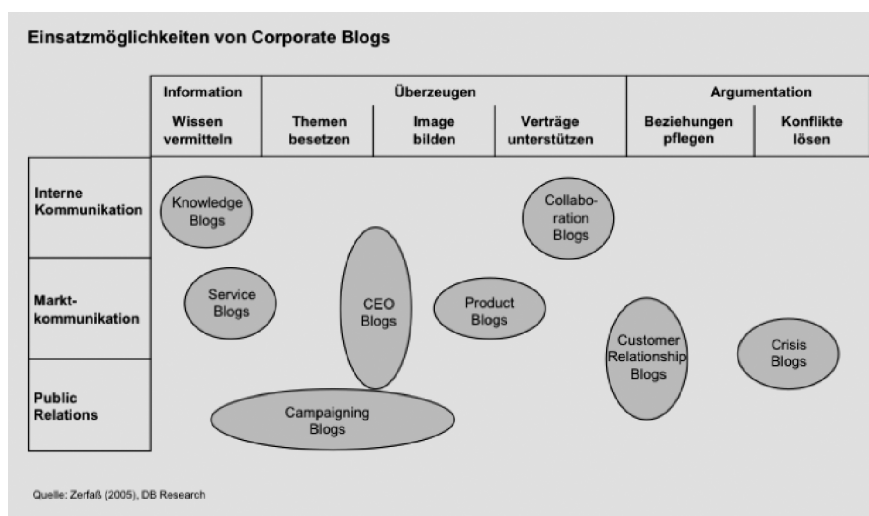 Einsatzmöglichkeiten von Corporate Blogs
Information
Überzeugen
Argumentation
Wissen
vermitteln
Themen
besetzen
Image
bilden
Verträge
unterstützen
Beziehungen
pflegen
Konflikte
lösen
Interne
Kommunikation
Knowledge
Blogs
Collabo-
ration
Blogs
Markt-
kommunikation
Service
Blogs
CEO
Blogs
Product
Blogs
Customer
Relationship
Blogs
Crisis
Blogs
Public
Relations
Campaigning
Blogs
Quelle: Zerfaß (2005), DB Research